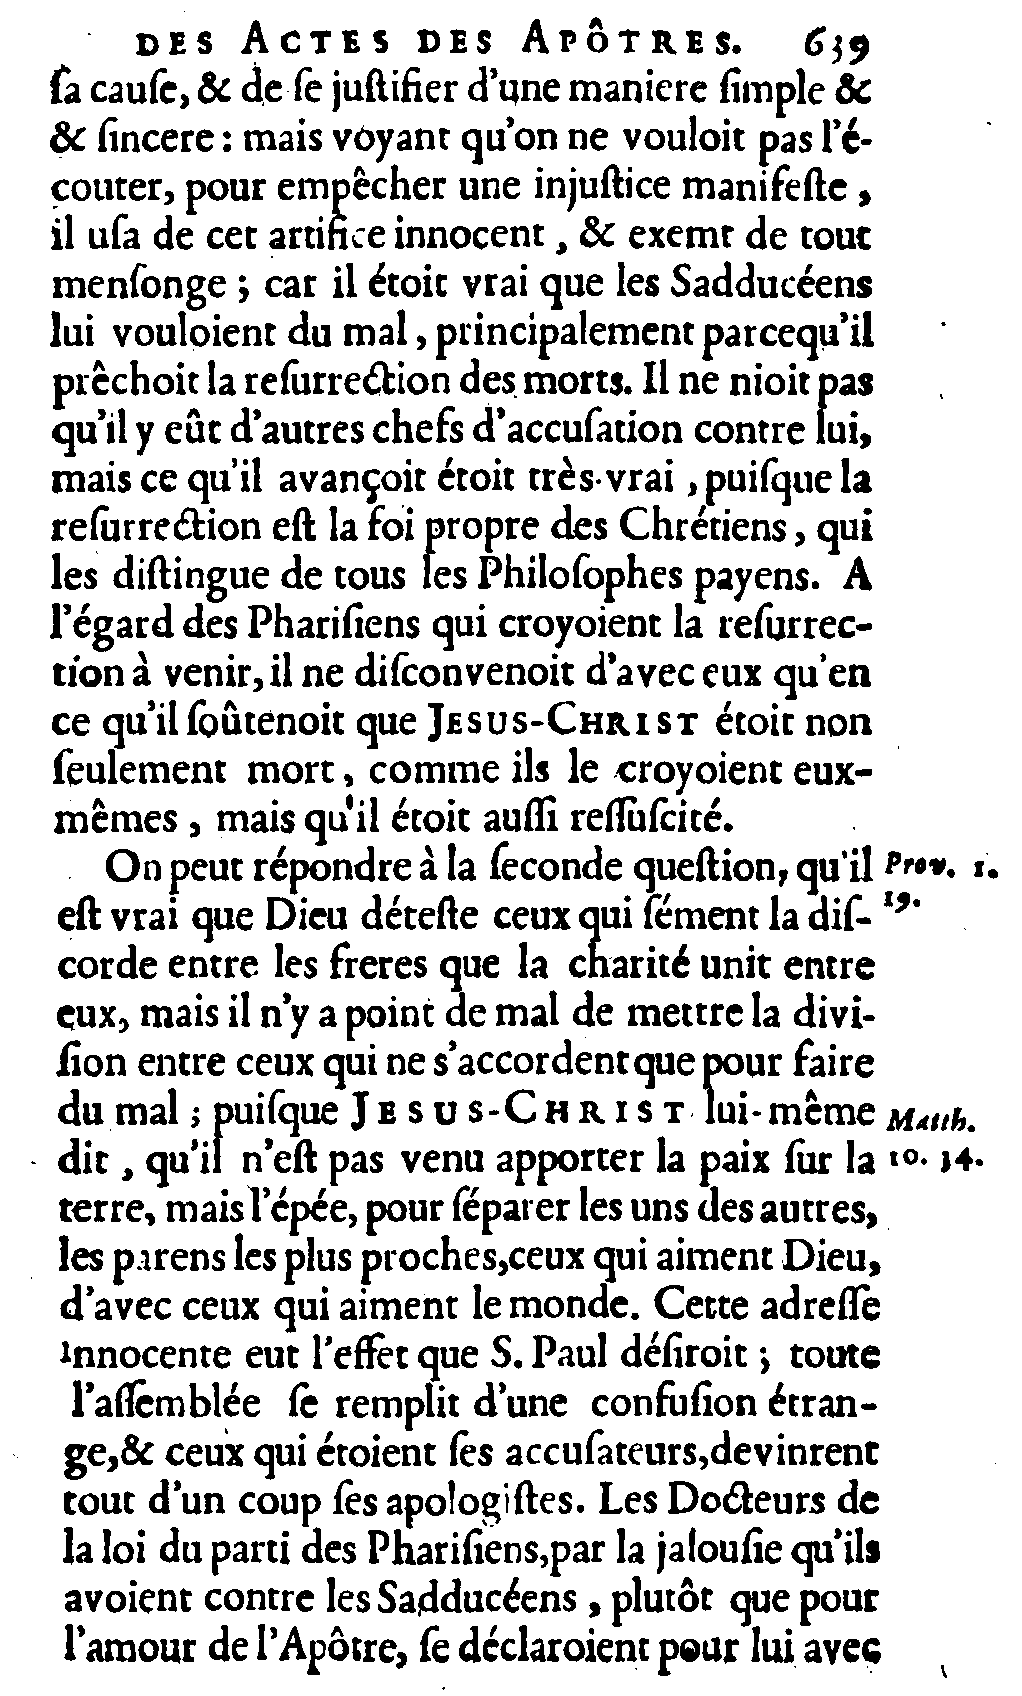 DES ACTES DES APÔTRES. 639
ſa cauſe, & de ſe juſtifier d'une maniere ſimple &
& ſincere : mais voyant qu'on ne vouloit pas l'é-
couter, pour empêcher une injuſtice manifeſte,
il uſa de cet artifice innocent, & exemt de tout
menſonge ; car il étoit vrai que les Sadducéens
lui vouloient du mal, principalement parcequ'il
prêchoit la reſurrection des morts. Il ne nioit pas
qu'il y eût d'autres chefs d'accuſation contre lui,
mais ce qu'il avançoit étoit très-vrai, puiſque la
reſurrection eſt la foi propre des Chrétiens, qui
les diſtingue de tous les Philoſophes payens. A
l'égard des Phariſiens qui croyoient la reſurrec-
tion à venir, il ne diſconvenoit d'avec eux qu'en
ce qu'il ſoûtenoit que JESUS-CHRIST étoit non
ſeulement mort, comme ils le croyoient eux-
mêmes, mais qu'il étoit auſſi reſſuſcité.
On peut répondre à la ſeconde queſtion, qu'il Prov. 1.
eſt vrai que Dieu déteſte ceux qui ſément la diſ- 19.
corde entre les freres que la charité unit entre
eux, mais il n'y a point de mal de mettre la divi-
ſion entre ceux qui ne s'accordent que pour faire
du mal ; puiſque JESUS-CHRIST lui-même Matth.
dit, qu'il n'eſt pas venu apporter la paix ſur la 10. 34.
terre, mais l'épée, pour ſéparer les uns des autres,
les parens les plus proches, ceux qui aiment Dieu,
d'avec ceux qui aiment le monde. Cette adreſſe
innocente eut l'effet que S. Paul déſiroit ; toute
l'aſſemblée ſe remplit d'une confuſion étran-
ge, & ceux qui étoient ſes accuſateurs, devinrent
tout d'un coup ſes apologiſtes. Les Docteurs de
la loi du parti des Phariſiens, par la jalouſie qu'ils
avoient contre les Sadducéens, plutôt que pour
l'amour de l'Apôtre, ſe déclaroient pour lui avec